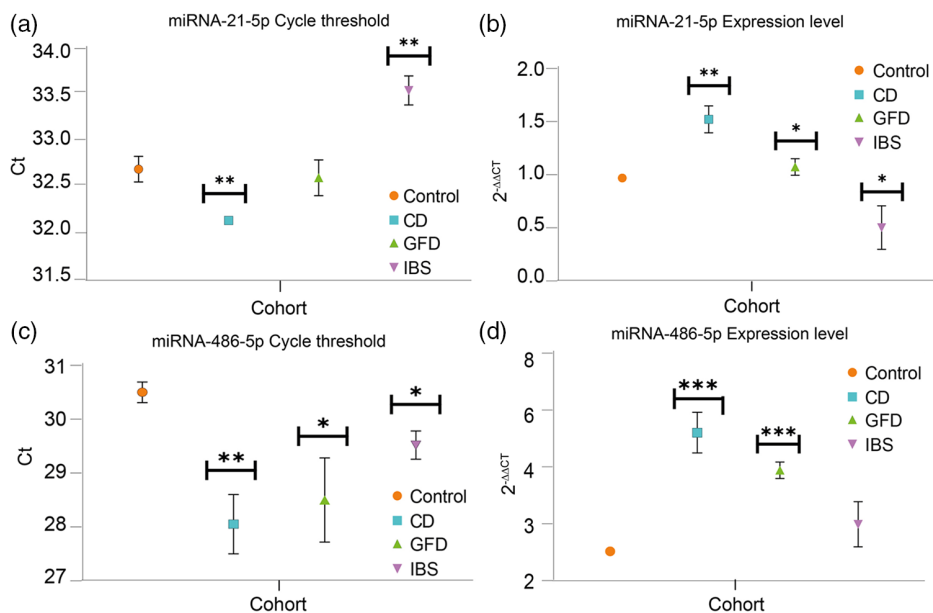 (a)
miRNA-21-5p Cycle threshold
34.0
33.5
33.0
32.5
32.0
31.5
Ct
**
**
Control
CD
GFD
IBS
Cohort
(b)
miRNA-21-5p Expression level
2.0
1.5
1.0
0.5
0.0
2-ΔΔCT
**
*
*
Control
CD
GFD
IBS
Cohort
(c)
miRNA-486-5p Cycle threshold
31
30
29
28
27
Ct
**
*
*
Control
CD
GFD
IBS
Cohort
(d)
miRNA-486-5p Expression level
8
6
4
2
2
2-ΔΔCT
***
***
Control
CD
GFD
IBS
Cohort